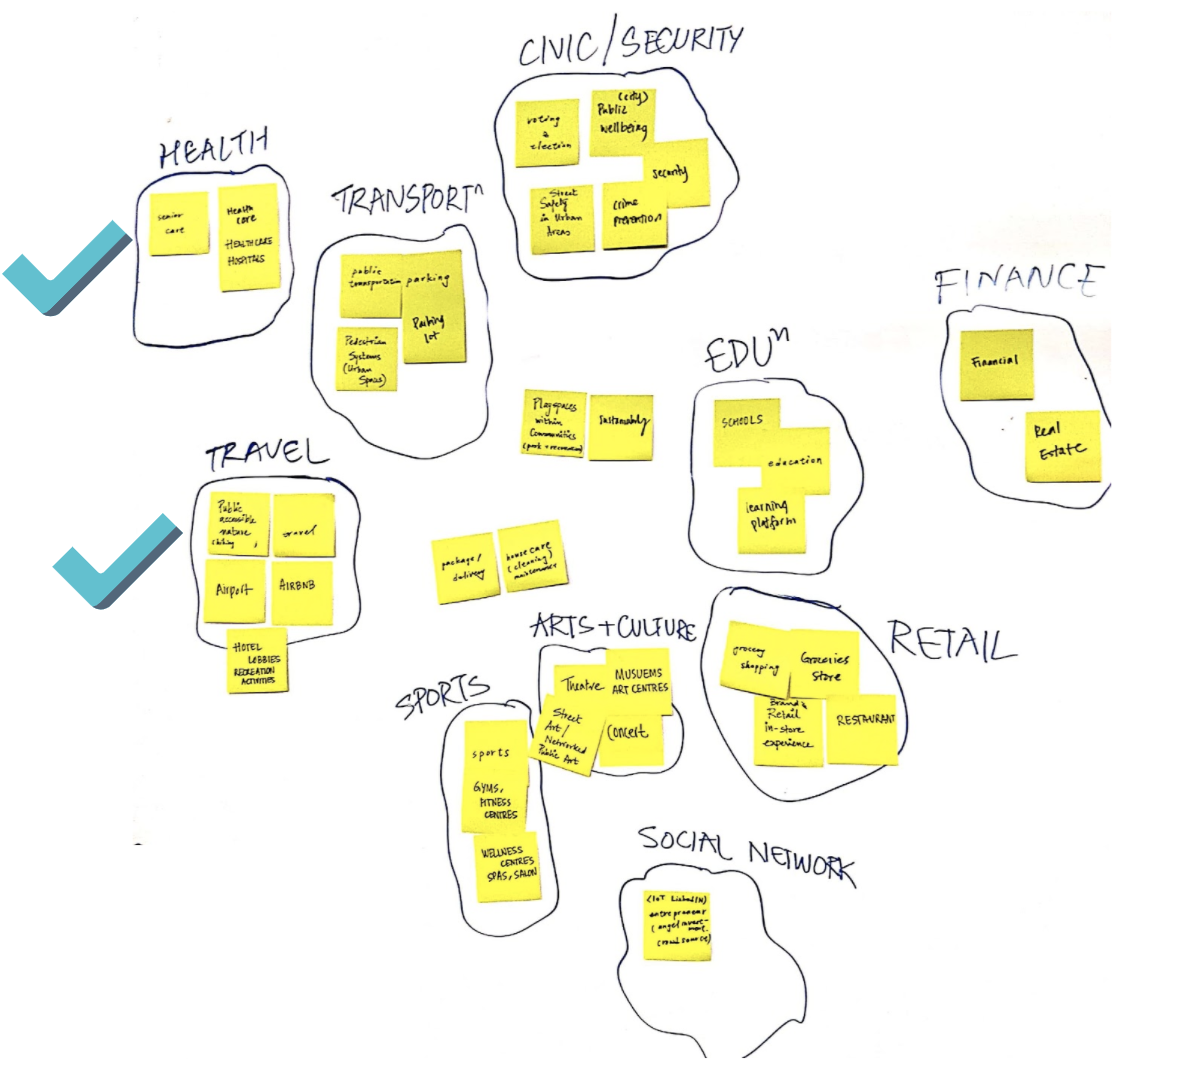 CIVIC/SECURITY
voting
&
election
(city)
Public
wellbeing
security
Street
Safety
in Urban
Areas
crime
prevention
HEALTH
senior
care
Health
care
HEALTHCARE
HOSPITALS
TRANSPORTⁿ
public
transportation
parking
Parking
lot
Pedestrian
Systems
(Urban
Spaces)
FINANCE
Financial
Real
Estate
EDUⁿ
SCHOOLS
education
learning
platform
Playspaces
within
Communities
(park + recreation)
Sustainably
TRAVEL
Public
accessible
nature
travel
Airport
AIRBNB
HOTEL
LOBBIES
RECREATION
ACTIVITIES
package/
delivery
house care
(cleaning)
maintenance
ARTS+CULTURE
Theatre
MUSUEMS
ART CENTRES
Street
Art/
Networked
Public Art
Concert
RETAIL
grocery
shopping
Groceries
Store
Brand &
Retail
in-store
experience
RESTAURANT
SPORTS
sports
GYMS,
FITNESS
CENTRES
WELLNESS
CENTRES
SPAS, SALON
SOCIAL NETWORK
(IoT LinkedIN)
entrepreneur
(angel invest-
ment
crowd source)